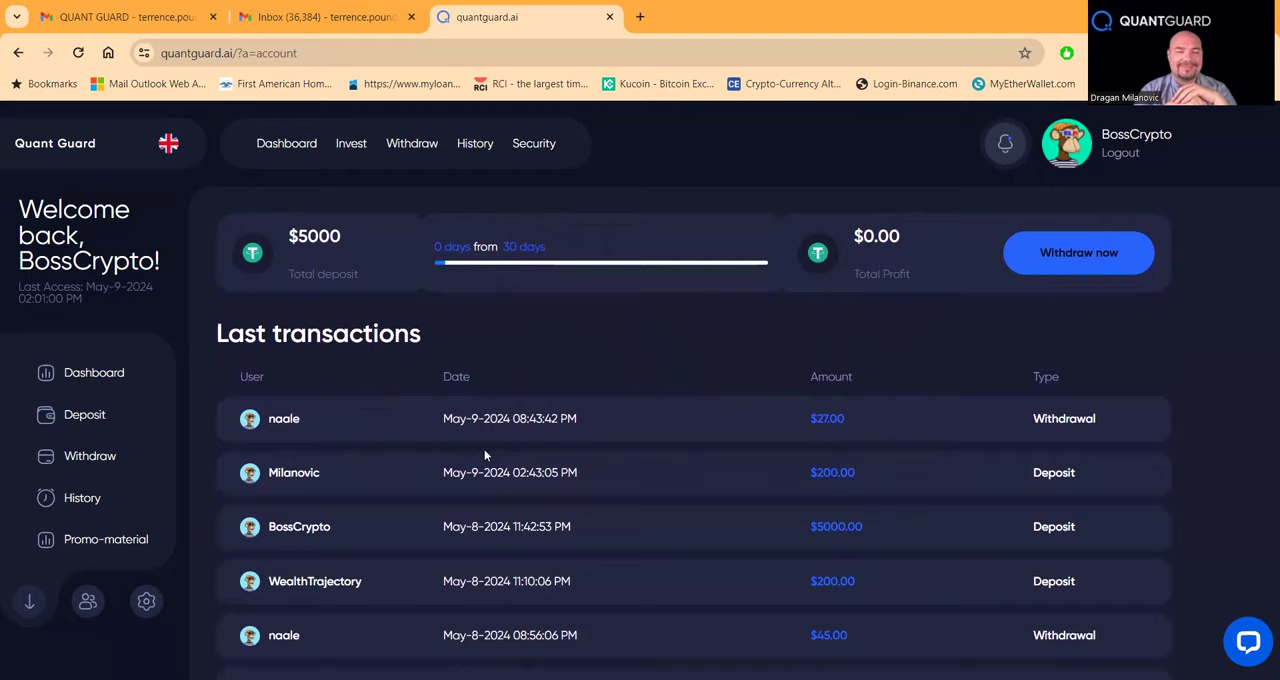 QUANT GUARD - terrence.poun
Inbox (36,384) - terrence.poun
quantguard.ai
QUANTGUARD
quantguard.ai/?a=account
Bookmarks
Mail Outlook Web A...
First American Hom...
https://www.myloan...
RCI
RCI - the largest tim...
Kucoin - Bitcoin Exc...
CE
Crypto-Currency Alt...
Login-Binance.com
MyEtherWallet.com
Dragan Milanovic
Quant Guard
Dashboard
Invest
Withdraw
History
Security
BossCrypto
Logout
Welcome
back,
BossCrypto!
Last Access: May-9-2024
02:01:00 PM
$5000
Total deposit
0 days from 30 days
$0.00
Total Profit
Withdraw now
Dashboard
Deposit
Withdraw
History
Promo-material
Last transactions
User Date Amount Type
naale May-9-2024 08:43:42 PM $27.00 Withdrawal
Milanovic May-9-2024 02:43:05 PM $200.00 Deposit
BossCrypto May-8-2024 11:42:53 PM $5000.00 Deposit
WealthTrajectory May-8-2024 11:10:06 PM $200.00 Deposit
naale May-8-2024 08:56:06 PM $45.00 Withdrawal